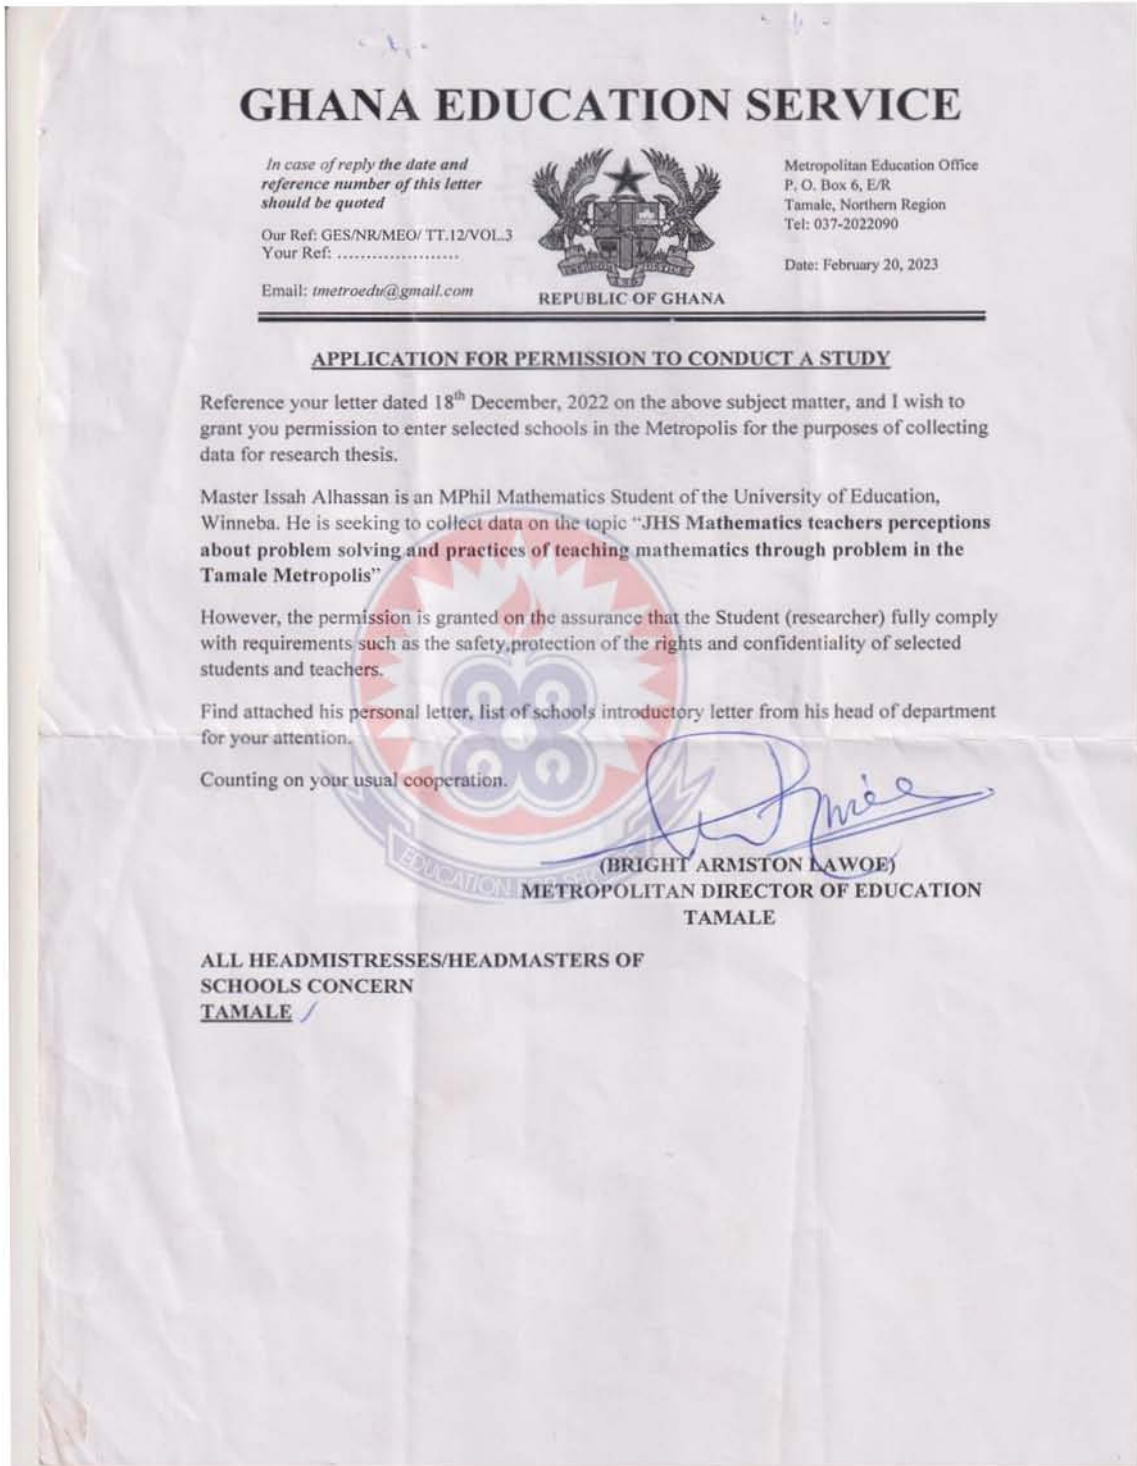 GHANA EDUCATION SERVICE
In case of reply the date and
reference number of this letter
should be quoted
Our Ref: GES/NR/MEO/ TT.12/VOL.3
Your Ref: .....................
Email: tmetroedu@gmail.com
REPUBLIC OF GHANA
Metropolitan Education Office
P. O. Box 6, E/R
Tamale, Northern Region
Tel: 037-2022090
Date: February 20, 2023
APPLICATION FOR PERMISSION TO CONDUCT A STUDY
Reference your letter dated 18th December, 2022 on the above subject matter, and I wish to
grant you permission to enter selected schools in the Metropolis for the purposes of collecting
data for research thesis.
Master Issah Alhassan is an MPhil Mathematics Student of the University of Education,
Winneba. He is seeking to collect data on the topic “JHS Mathematics teachers perceptions
about problem solving and practices of teaching mathematics through problem in the
Tamale Metropolis”
However, the permission is granted on the assurance that the Student (researcher) fully comply
with requirements such as the safety,protection of the rights and confidentiality of selected
students and teachers.
Find attached his personal letter, list of schools introductory letter from his head of department
for your attention.
Counting on your usual cooperation.
EDUCATION FOR SERVICE
(BRIGHT ARMSTON LAWOE)
METROPOLITAN DIRECTOR OF EDUCATION
TAMALE
ALL HEADMISTRESSES/HEADMASTERS OF
SCHOOLS CONCERN
TAMALE